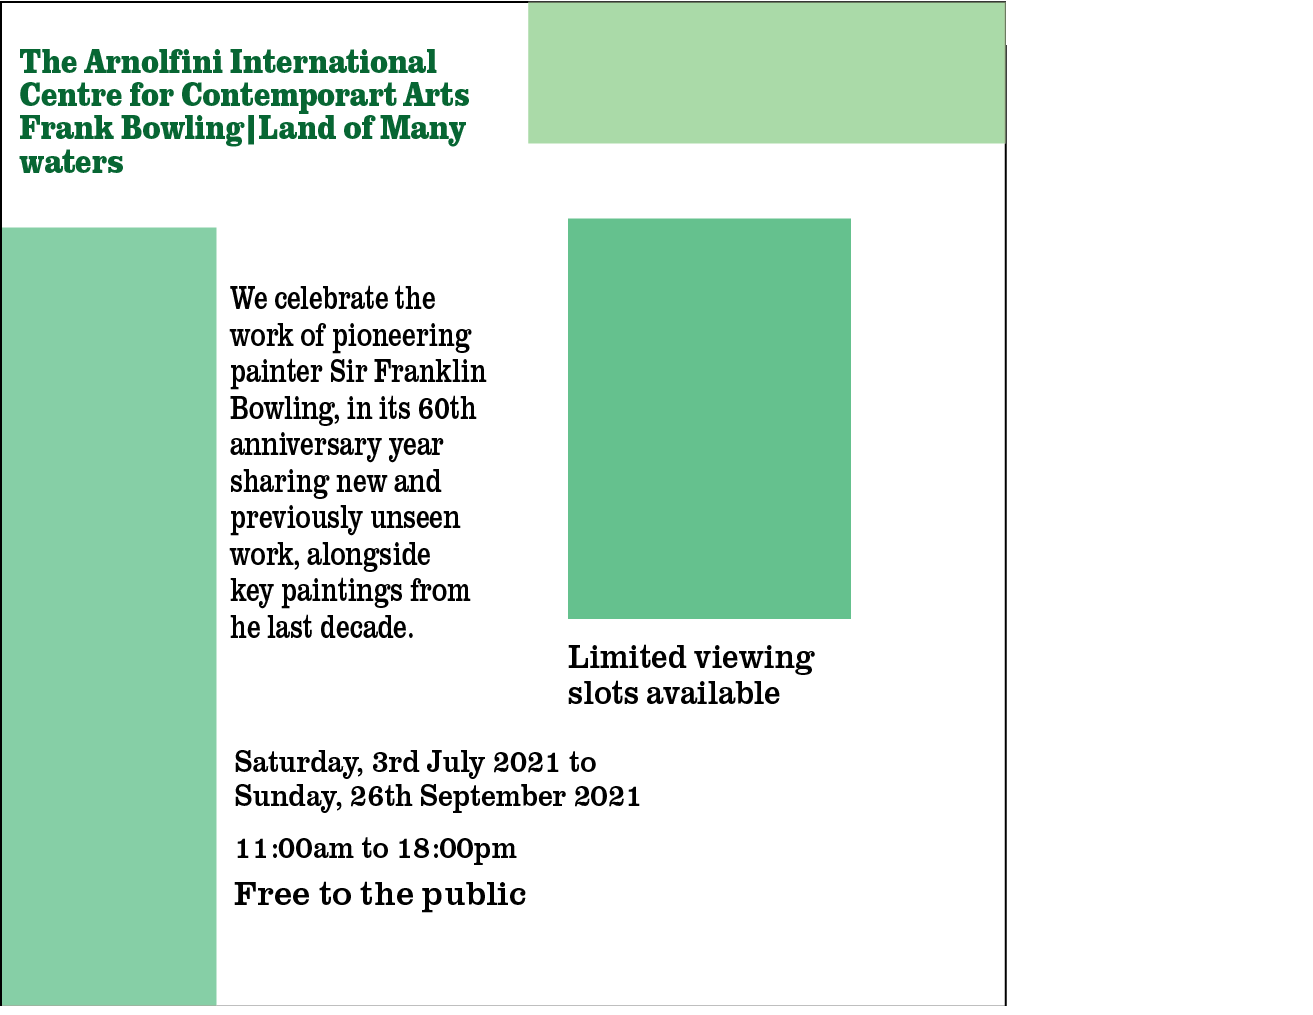 The Arnolfini International
Centre for Contemporart Arts
Frank Bowling|Land of Many
waters
We celebrate the
work of pioneering
painter Sir Franklin
Bowling, in its 60th
anniversary year
sharing new and
previously unseen
work, alongside
key paintings from
he last decade.
Limited viewing
slots available
Saturday, 3rd July 2021 to
Sunday, 26th September 2021
11:00am to 18:00pm
Free to the public